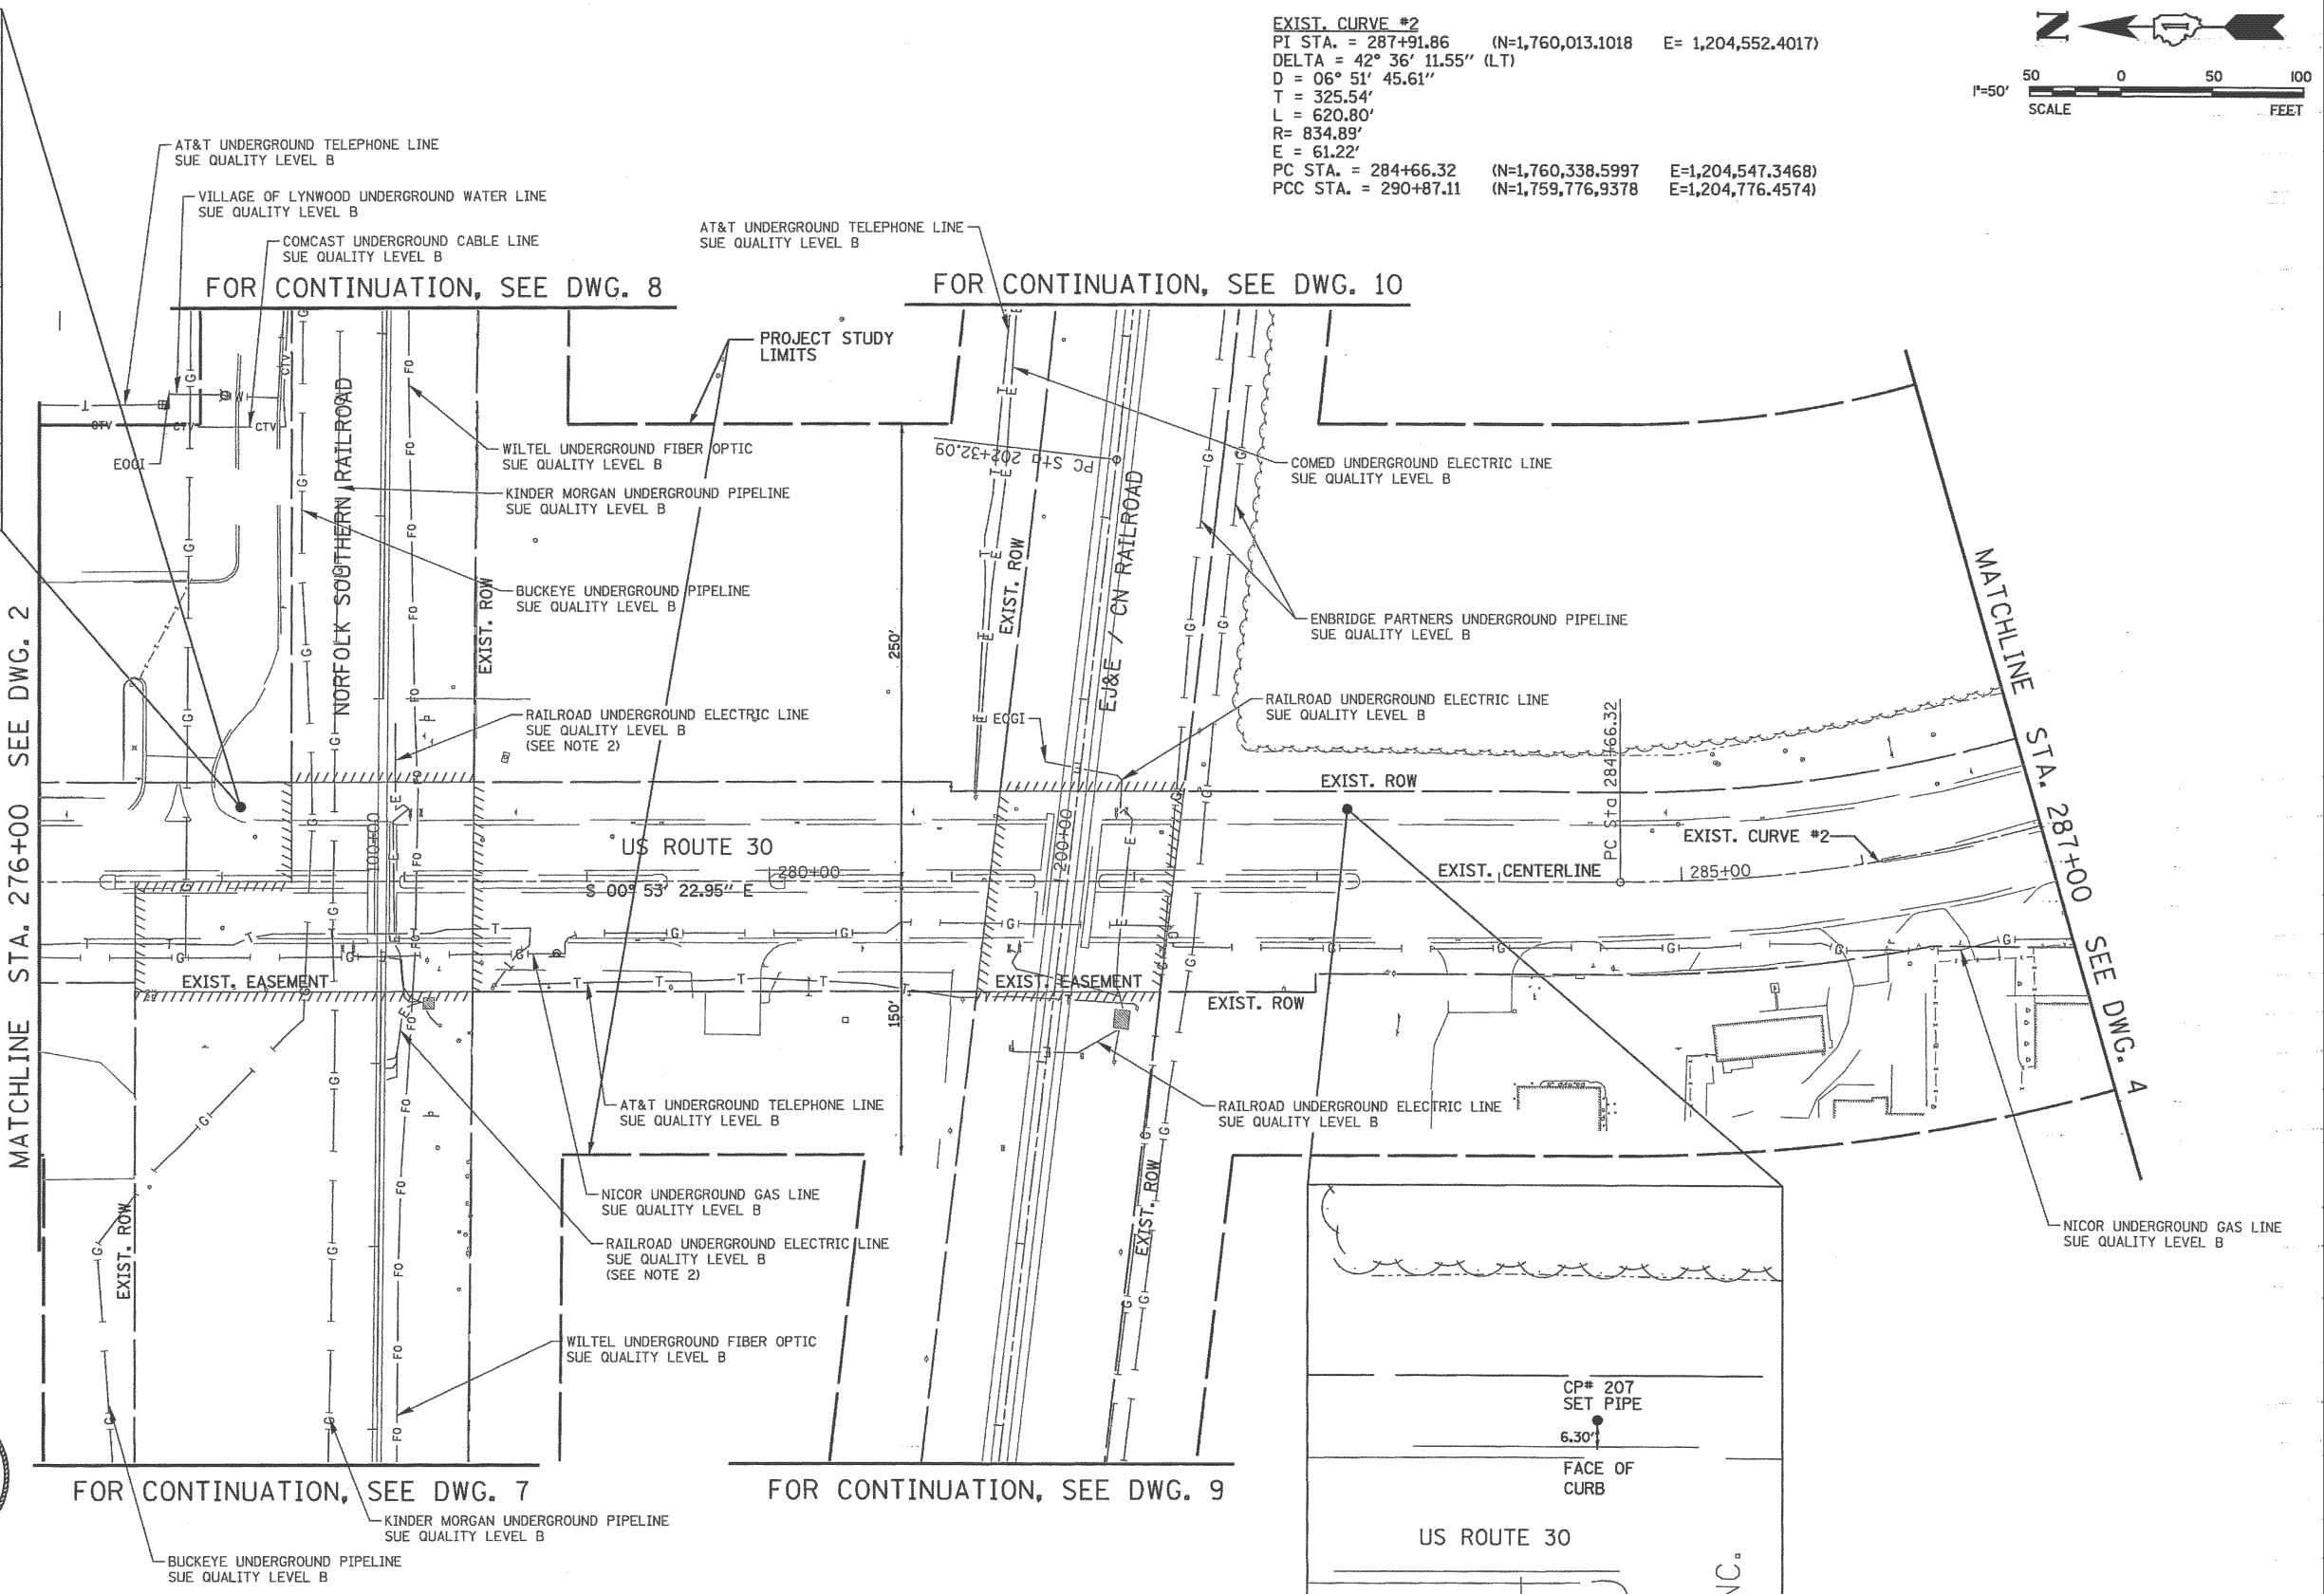 EXIST. CURVE #2
PI STA. = 287+91.86 (N=1,760,013.1018 E= 1,204,552.4017)
DELTA = 42° 36' 11.55" (LT)
D = 06° 51' 45.61"
T = 325.54'
L = 620.80'
R= 834.89'
E = 61.22'
PC STA. = 284+66.32 (N=1,760,338.5997 E=1,204,547.3468)
PCC STA. = 290+87.11 (N=1,759,776,9378 E=1,204,776.4574)
N
50 0 50 100
1"=50'
SCALE FEET
AT&T UNDERGROUND TELEPHONE LINE
SUE QUALITY LEVEL B
VILLAGE OF LYNWOOD UNDERGROUND WATER LINE
SUE QUALITY LEVEL B
COMCAST UNDERGROUND CABLE LINE
SUE QUALITY LEVEL B
AT&T UNDERGROUND TELEPHONE LINE
SUE QUALITY LEVEL B
FOR CONTINUATION, SEE DWG. 8
FOR CONTINUATION, SEE DWG. 10
PROJECT STUDY
LIMITS
NORFOLK SOUTHERN RAILROAD
EOGI
CTV
CTV
CTV
CTV
WILTEL UNDERGROUND FIBER OPTIC
SUE QUALITY LEVEL B
PC Sta 202+32.09
COMED UNDERGROUND ELECTRIC LINE
SUE QUALITY LEVEL B
KINDER MORGAN UNDERGROUND PIPELINE
SUE QUALITY LEVEL B
EXIST. ROW
EJ&E / CN RAILROAD
BUCKEYE UNDERGROUND PIPELINE
SUE QUALITY LEVEL B
EXIST. ROW
250'
ENBRIDGE PARTNERS UNDERGROUND PIPELINE
SUE QUALITY LEVEL B
MATCHLINE STA. 276+00 SEE DWG. 2
MATCHLINE STA. 287+00 SEE DWG. 4
RAILROAD UNDERGROUND ELECTRIC LINE
SUE QUALITY LEVEL B
(SEE NOTE 2)
EOGI
RAILROAD UNDERGROUND ELECTRIC LINE
SUE QUALITY LEVEL B
EXIST. ROW
PC Sta 284+66.32
100+00
US ROUTE 30
200+00
EXIST. CURVE #2
280+00
EXIST. CENTERLINE
285+00
S 00° 53' 22.95" E
EXIST. EASEMENT
EXIST. EASEMENT
EXIST. ROW
150'
AT&T UNDERGROUND TELEPHONE LINE
SUE QUALITY LEVEL B
RAILROAD UNDERGROUND ELECTRIC LINE
SUE QUALITY LEVEL B
EXIST. ROW
EXIST. ROW
NICOR UNDERGROUND GAS LINE
SUE QUALITY LEVEL B
NICOR UNDERGROUND GAS LINE
SUE QUALITY LEVEL B
RAILROAD UNDERGROUND ELECTRIC LINE
SUE QUALITY LEVEL B
(SEE NOTE 2)
WILTEL UNDERGROUND FIBER OPTIC
SUE QUALITY LEVEL B
CP# 207
SET PIPE
6.30'
FACE OF
CURB
US ROUTE 30
FOR CONTINUATION, SEE DWG. 7
FOR CONTINUATION, SEE DWG. 9
KINDER MORGAN UNDERGROUND PIPELINE
SUE QUALITY LEVEL B
BUCKEYE UNDERGROUND PIPELINE
SUE QUALITY LEVEL B